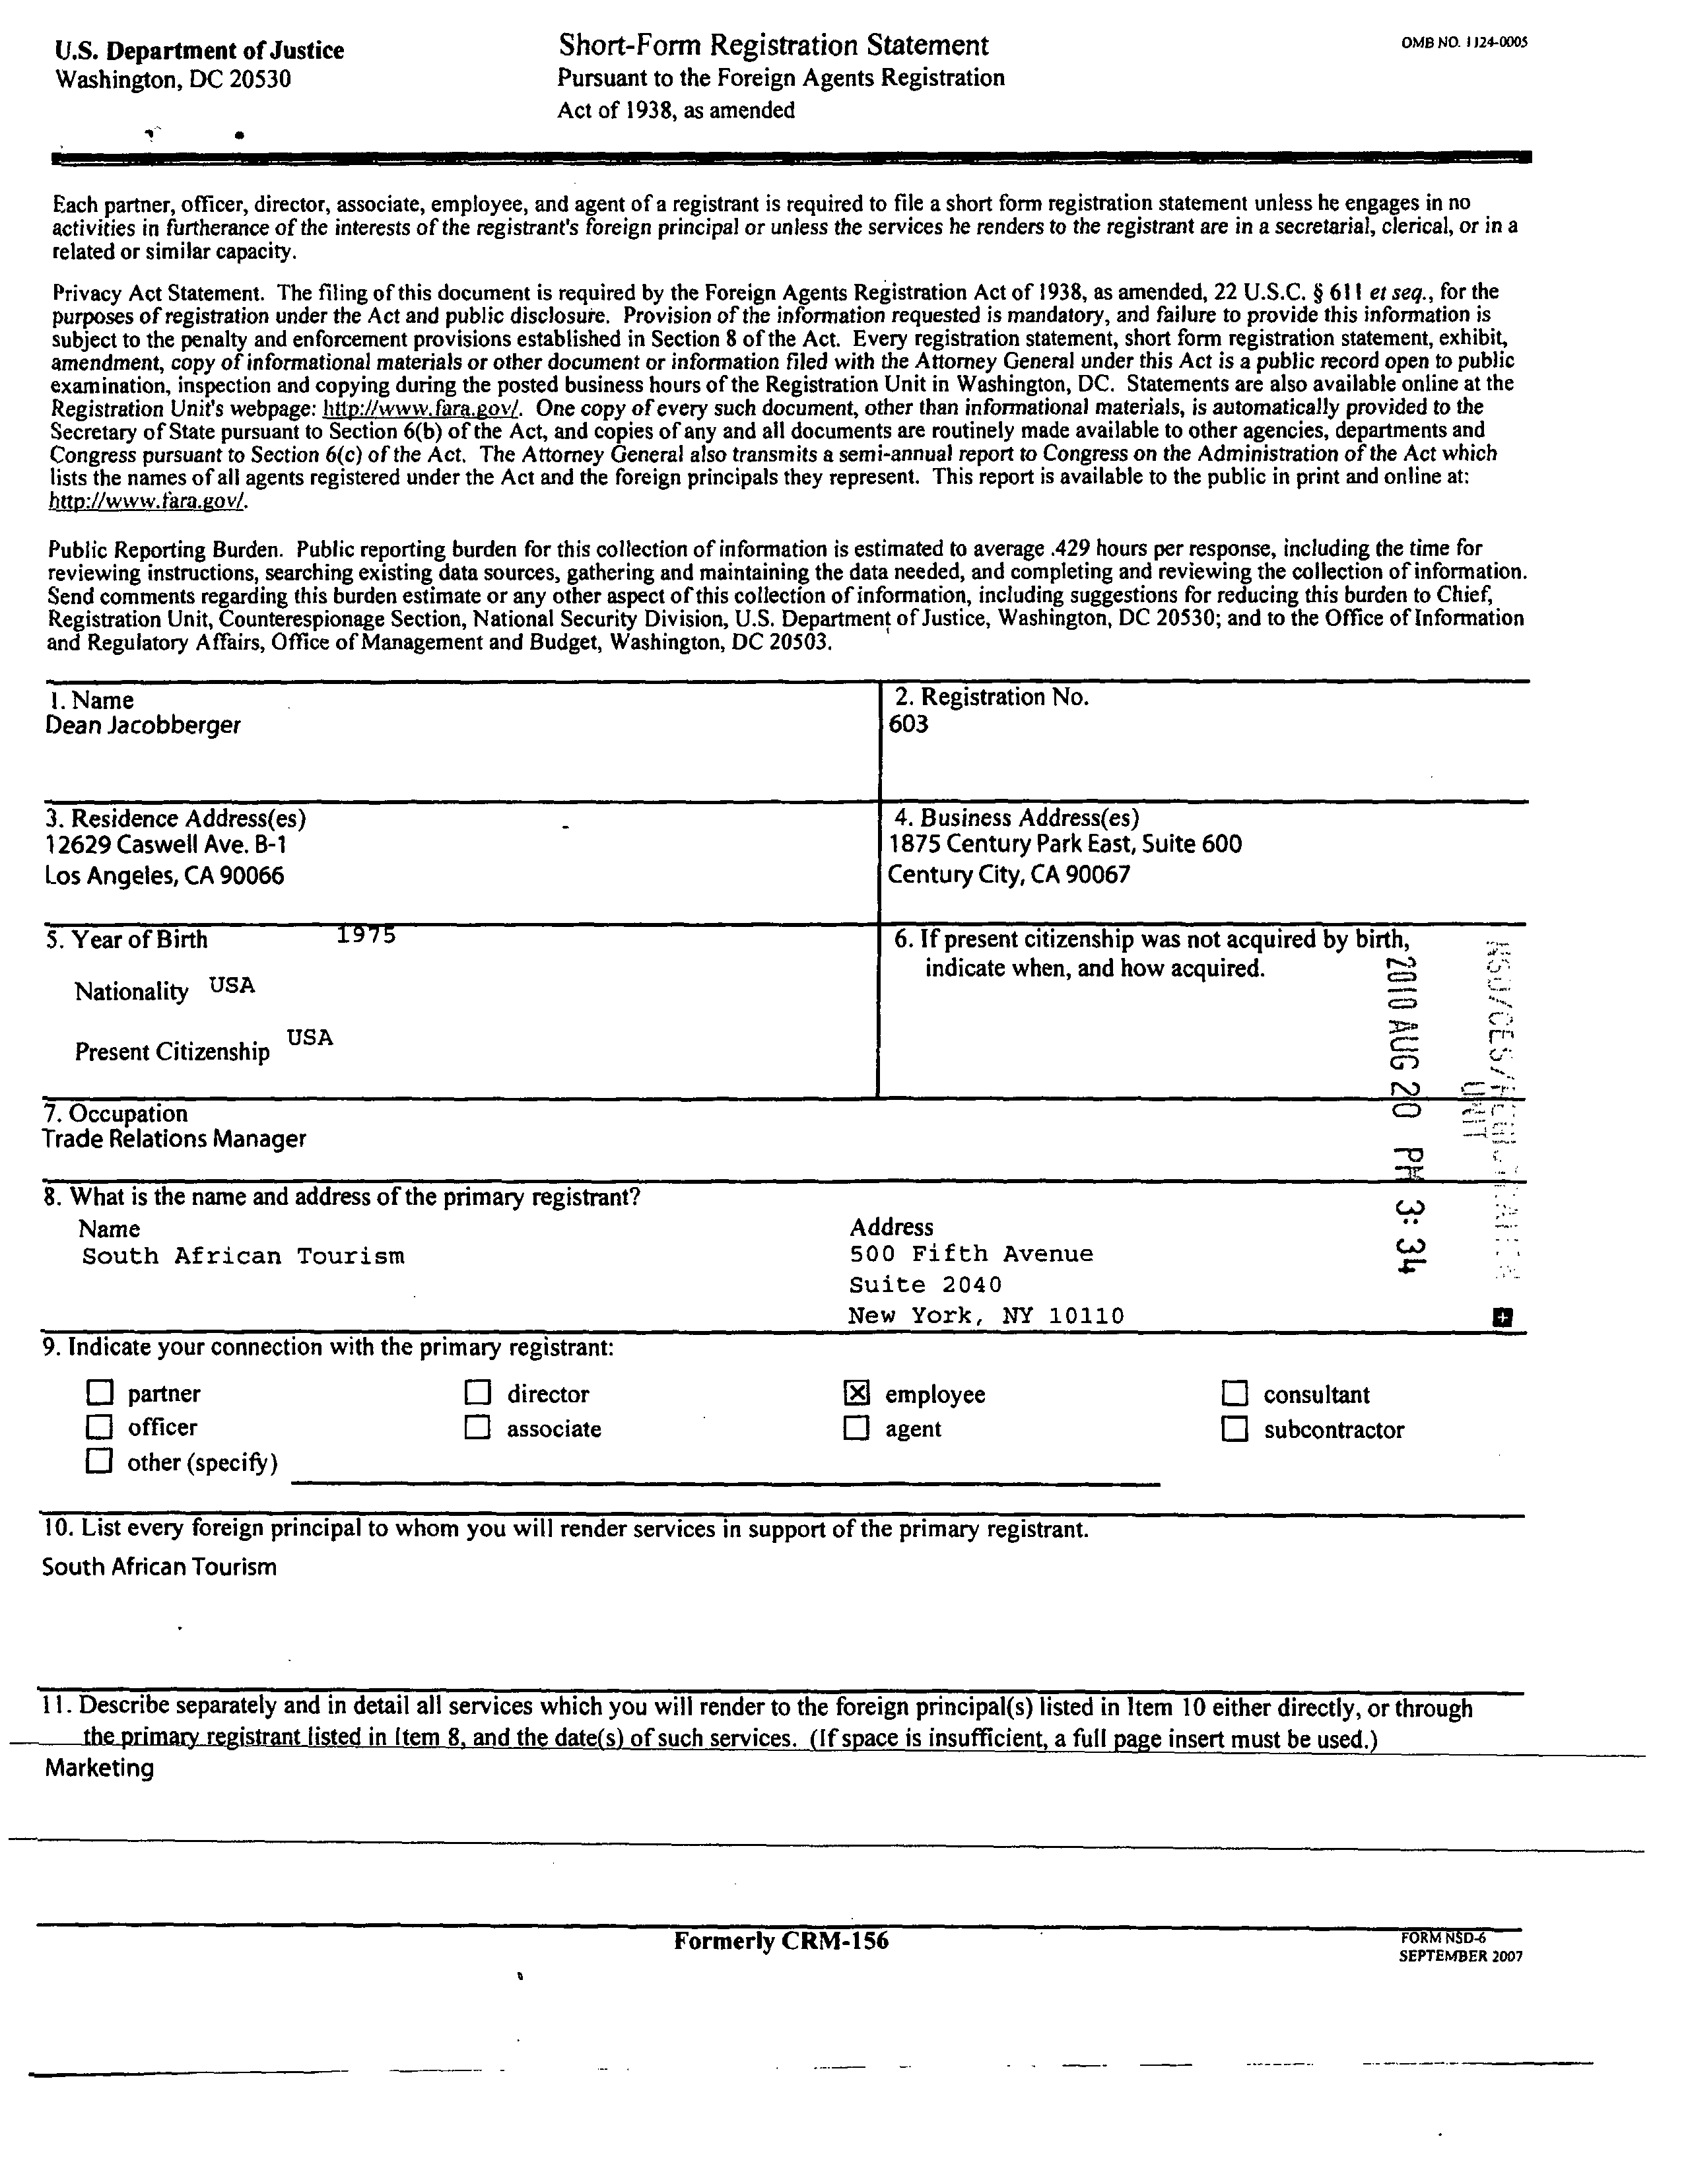 U.S. Department of Justice
Washington, DC 20530
Short-Form Registration Statement
Pursuant to the Foreign Agents Registration
Act of 1938, as amended
OMB NO. 1124-0005
Each partner, officer, director, associate, employee, and agent of a registrant is required to file a short form registration statement unless he engages in no
activities in furtherance of the interests of the registrant's foreign principal or unless the services he renders to the registrant are in a secretarial, clerical, or in a
related or similar capacity.
Privacy Act Statement. The filing of this document is required by the Foreign Agents Registration Act of 1938, as amended, 22 U.S.C. § 611 et seq., for the
purposes of registration under the Act and public disclosure. Provision of the information requested is mandatory, and failure to provide this information is
subject to the penalty and enforcement provisions established in Section 8 of the Act. Every registration statement, short form registration statement, exhibit,
amendment, copy of informational materials or other document or information filed with the Attorney General under this Act is a public record open to public
examination, inspection and copying during the posted business hours of the Registration Unit in Washington, DC. Statements are also available online at the
Registration Unit's webpage: http://www.fara.gov/. One copy of every such document, other than informational materials, is automatically provided to the
Secretary of State pursuant to Section 6(b) of the Act, and copies of any and all documents are routinely made available to other agencies, departments and
Congress pursuant to Section 6(c) of the Act. The Attorney General also transmits a semi-annual report to Congress on the Administration of the Act which
lists the names of all agents registered under the Act and the foreign principals they represent. This report is available to the public in print and online at:
http://www.fara.gov/.
Public Reporting Burden. Public reporting burden for this collection of information is estimated to average .429 hours per response, including the time for
reviewing instructions, searching existing data sources, gathering and maintaining the data needed, and completing and reviewing the collection of information.
Send comments regarding this burden estimate or any other aspect of this collection of information, including suggestions for reducing this burden to Chief,
Registration Unit, Counterespionage Section, National Security Division, U.S. Department of Justice, Washington, DC 20530; and to the Office of Information
and Regulatory Affairs, Office of Management and Budget, Washington, DC 20503.
1. Name
Dean Jacobberger
2. Registration No.
603
3. Residence Address(es)
12629 Caswell Ave. B-1
Los Angeles, CA 90066
4. Business Address(es)
1875 Century Park East, Suite 600
Century City, CA 90067
5. Year of Birth 1975
Nationality USA
Present Citizenship USA
6. If present citizenship was not acquired by birth,
indicate when, and how acquired.
2010 AUG 20 PM 3:34
UNIT
7. Occupation
Trade Relations Manager
8. What is the name and address of the primary registrant?
Name
South African Tourism
Address
500 Fifth Avenue
Suite 2040
New York, NY 10110
9. Indicate your connection with the primary registrant:
partner director employee consultant
officer associate agent subcontractor
other (specify)
10. List every foreign principal to whom you will render services in support of the primary registrant.
South African Tourism
11. Describe separately and in detail all services which you will render to the foreign principal(s) listed in Item 10 either directly, or through
the primary registrant listed in Item 8, and the date(s) of such services. (If space is insufficient, a full page insert must be used.)
Marketing
Formerly CRM-156
FORM NSD-6
SEPTEMBER 2007